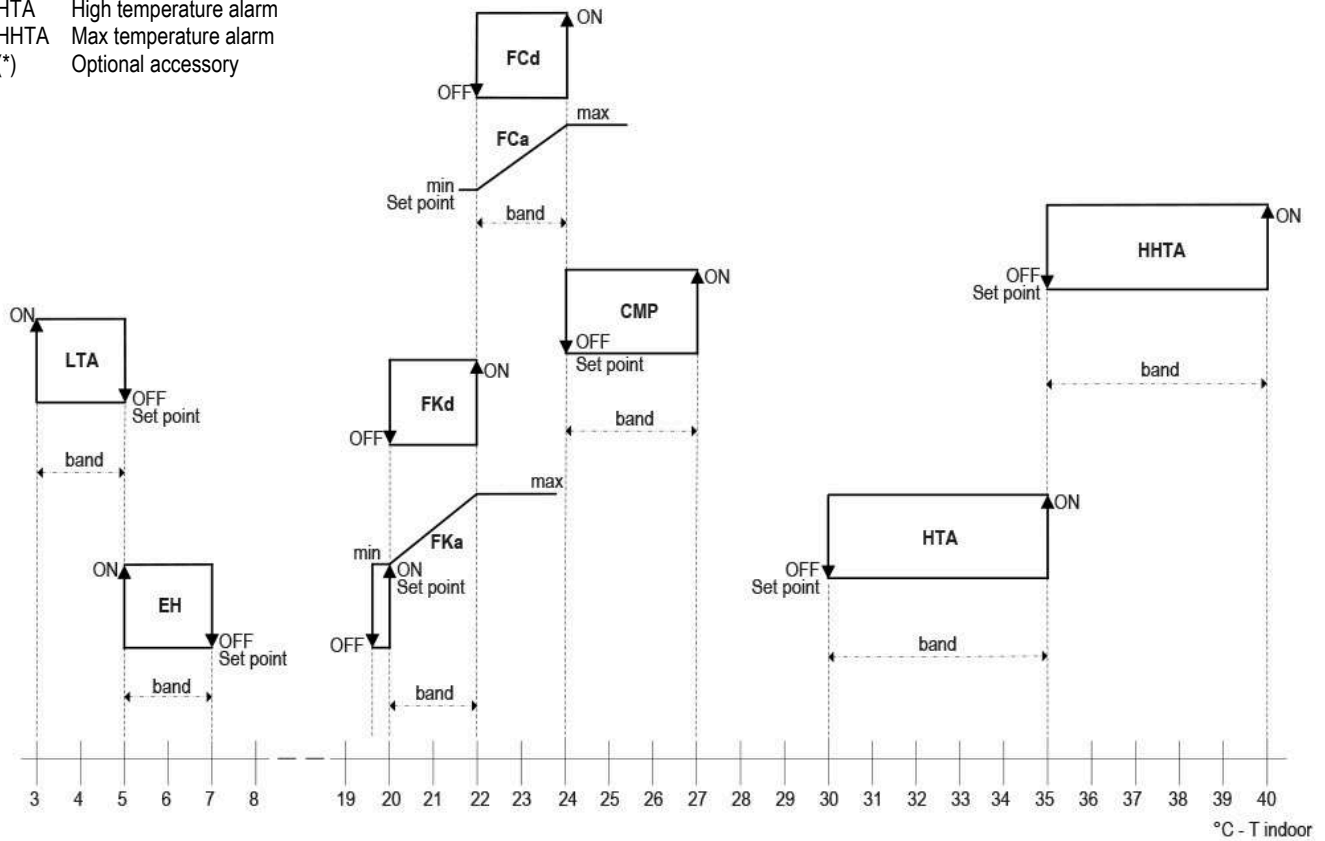 HTA High temperature alarm
HHTA Max temperature alarm
(*) Optional accessory
ON
FCd
OFF
max
FCa
min
Set point
band
ON
HHTA
OFF
Set point
band
ON
CMP
OFF
Set point
band
ON
LTA
OFF
Set point
band
ON
FKd
OFF
max
FKa
min
ON
Set point
OFF
band
ON
EH
OFF
Set point
band
ON
HTA
OFF
Set point
band
3 4 5 6 7 8 19 20 21 22 23 24 25 26 27 28 29 30 31 32 33 34 35 36 37 38 39 40
°C - T indoor